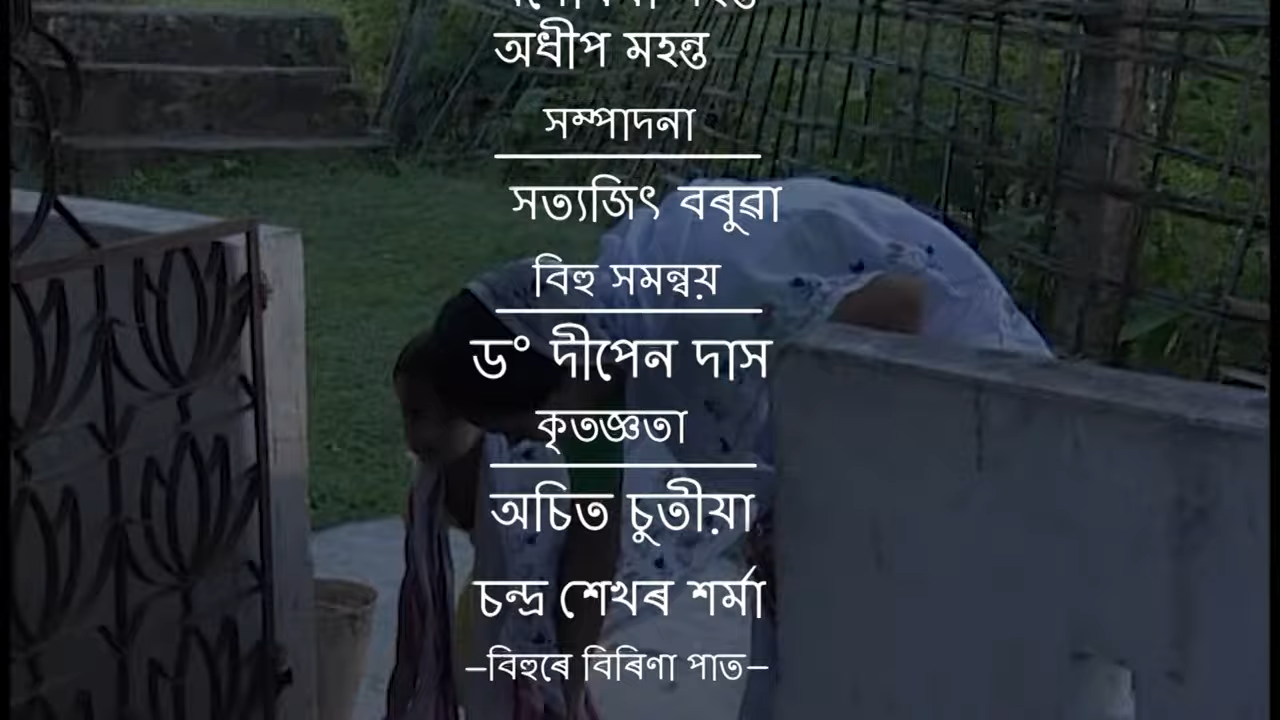 অধীপ মহন্ত
সম্পাদনা
সত্যজিৎ বৰুৱা
বিহু সমন্বয়
ড° দীপেন দাস
কৃতজ্ঞতা
অচিত চুতীয়া
চন্দ্ৰ শেখৰ শৰ্মা
–বিহুৰে বিৰিণা পাত–